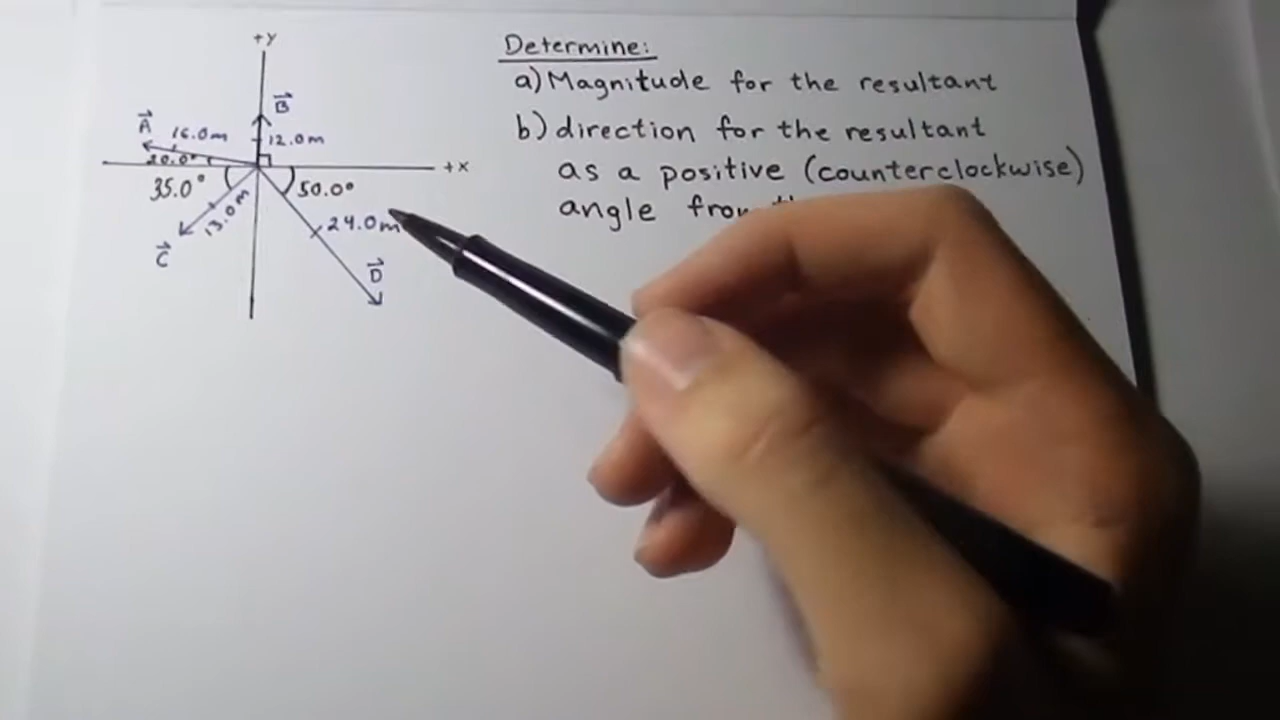 +y
B
A
16.0m
12.0m
20.0°
+x
35.0°
50.0°
13.0m
24.0m
C
D
Determine:
a) Magnitude for the resultant
b) direction for the resultant
as a positive (counterclockwise)
angle from